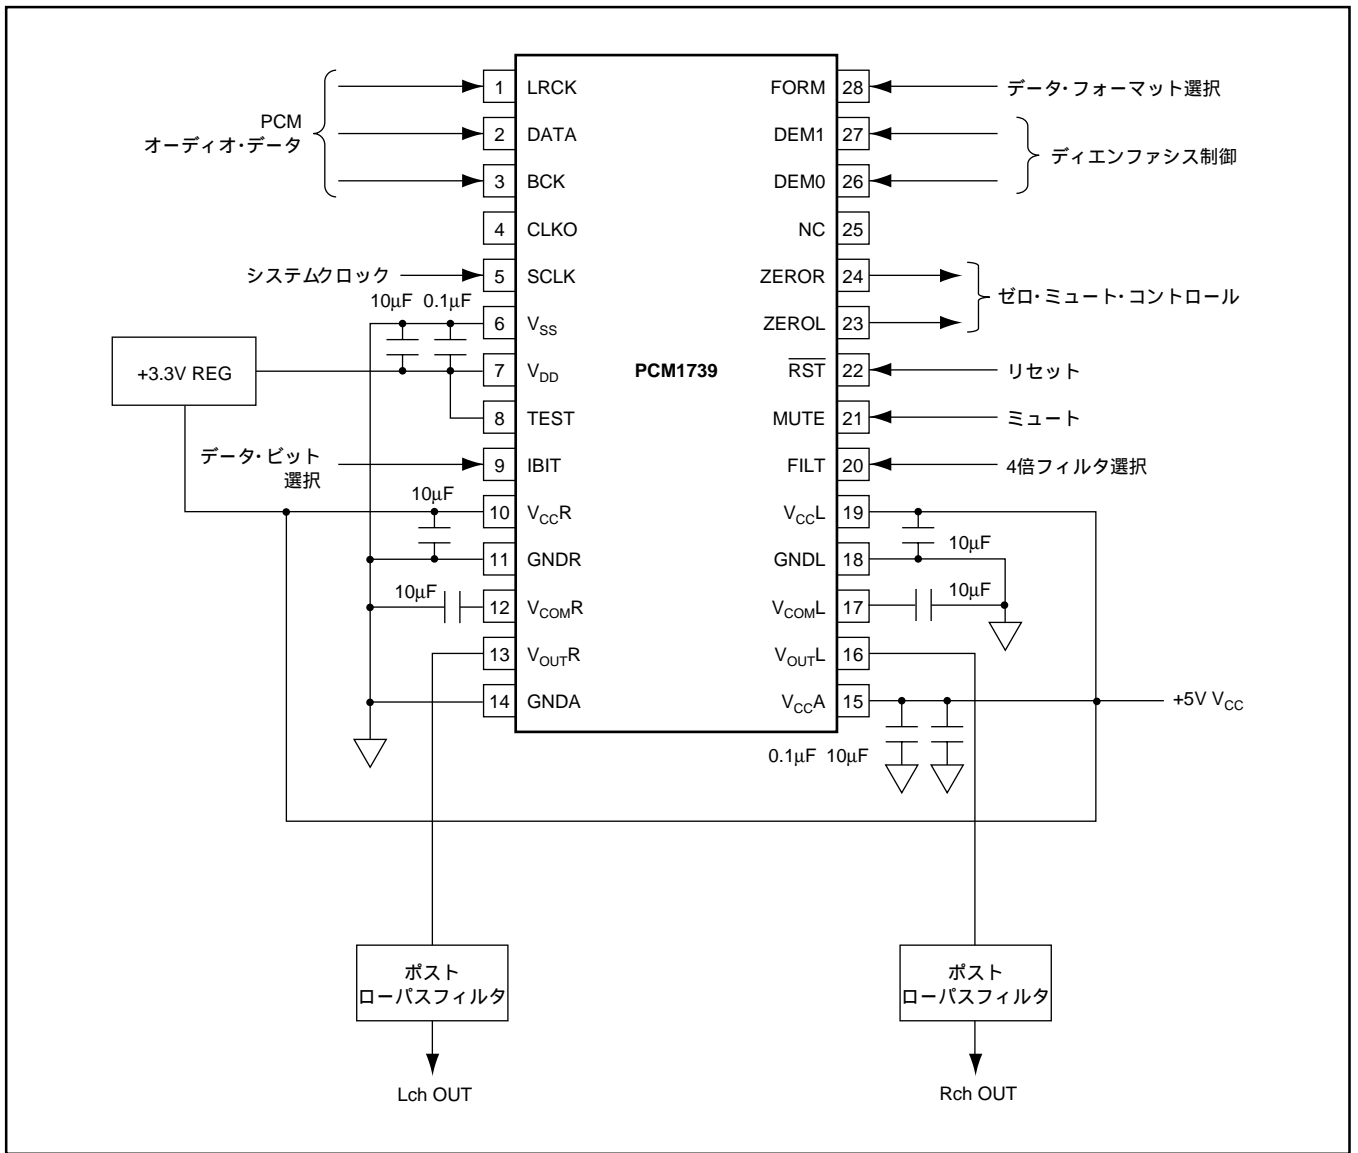 PCM
オーディオ・データ
1 LRCK
2 DATA
3 BCK
4 CLKO
システムクロック
5 SCLK
10μF 0.1μF
6 VSS
+3.3V REG
7 VDD
8 TEST
データ・ビット
選択
9 IBIT
10μF
10 VCCR
11 GNDR
10μF
12 VCOMR
13 VOUTR
14 GNDA
PCM1739
FORM 28
データ・フォーマット選択
DEM1 27
DEM0 26
ディエンファシス制御
NC 25
ZEROR 24
ZEROL 23
ゼロ・ミュート・コントロール
RST 22
リセット
MUTE 21
ミュート
FILT 20
4倍フィルタ選択
VCCL 19
10μF
GNDL 18
10μF
VCOML 17
VOUTL 16
VCCA 15
+5V VCC
0.1μF 10μF
ポスト
ローパスフィルタ
Lch OUT
ポスト
ローパスフィルタ
Rch OUT